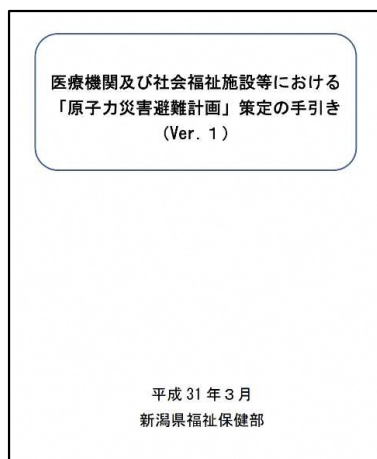 医療機関及び社会福祉施設等における
「原子力災害避難計画」策定の手引き
(Ver. 1)
平成 31 年 3 月
新潟県福祉保健部